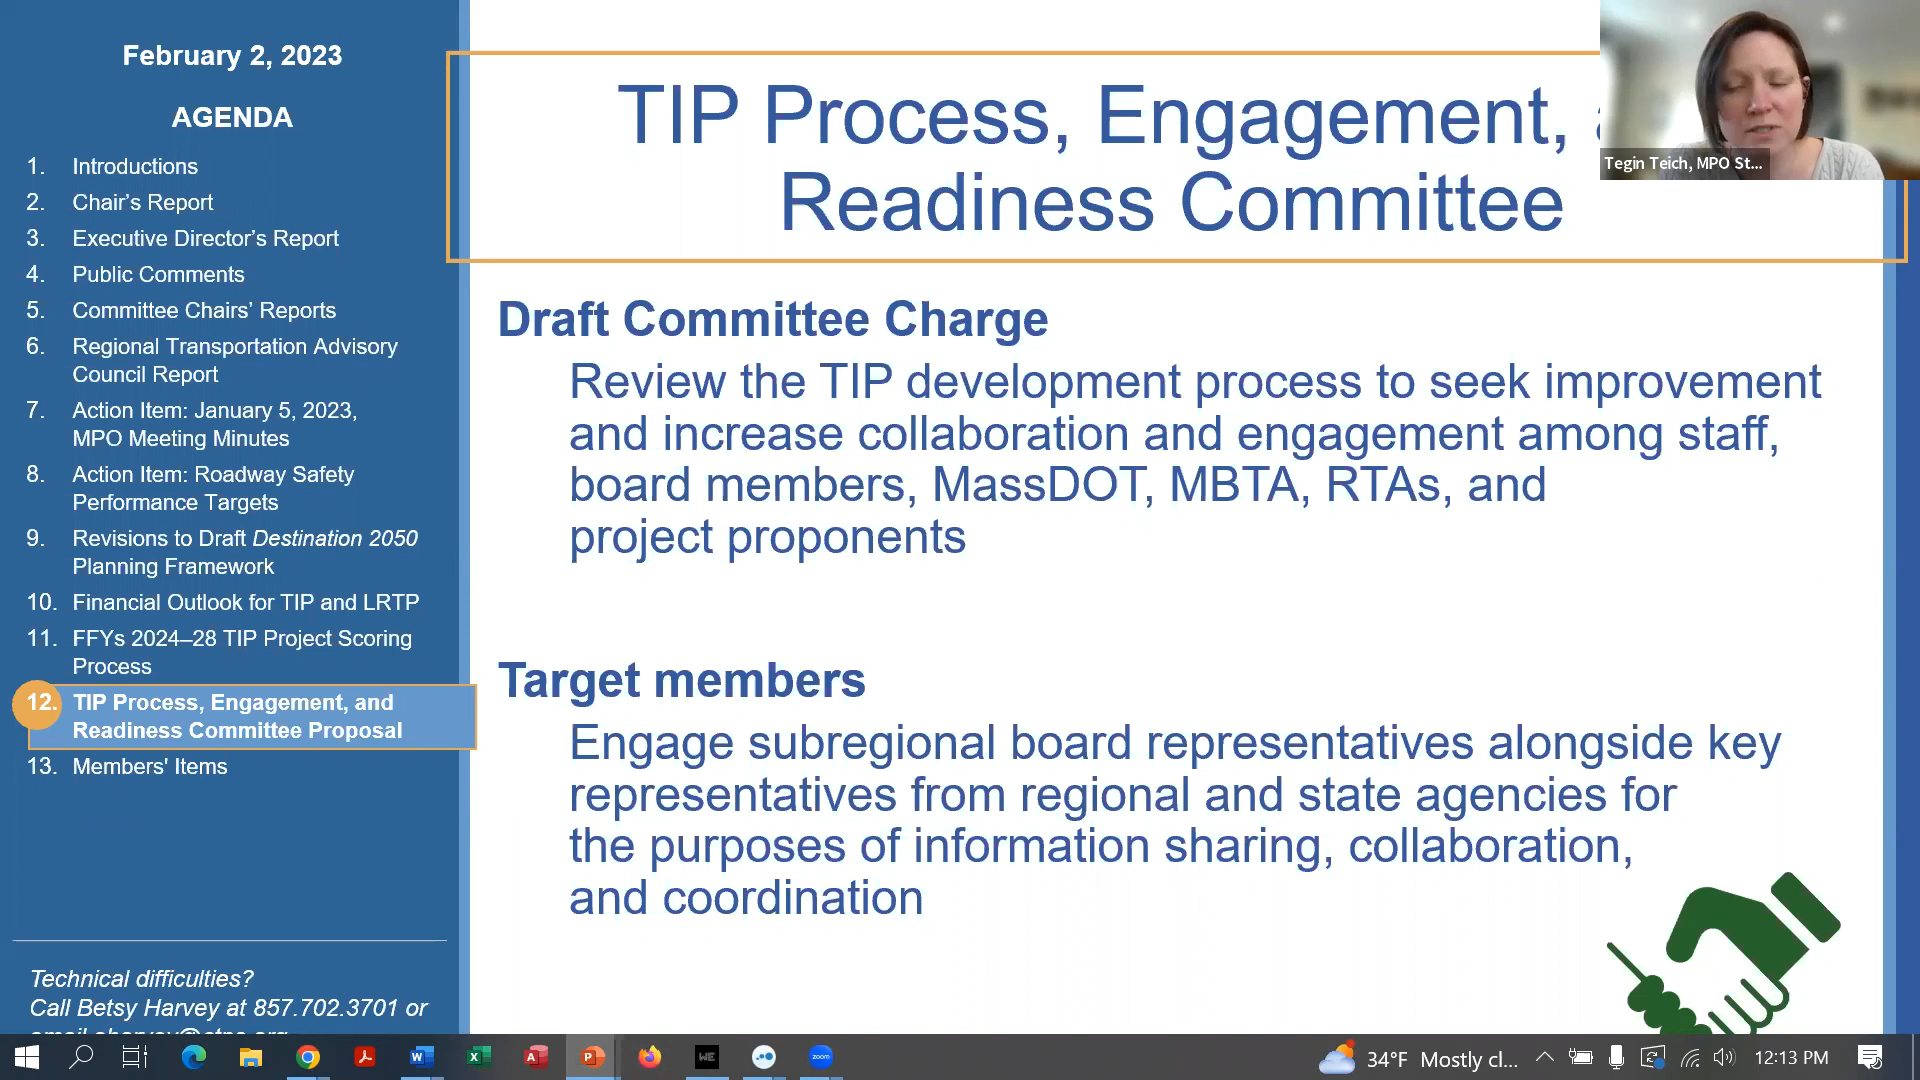 February 2, 2023
AGENDA
1. Introductions
2. Chair's Report
3. Executive Director's Report
4. Public Comments
5. Committee Chairs' Reports
6. Regional Transportation Advisory
Council Report
7. Action Item: January 5, 2023,
MPO Meeting Minutes
8. Action Item: Roadway Safety
Performance Targets
9. Revisions to Draft Destination 2050
Planning Framework
10. Financial Outlook for TIP and LRTP
11. FFYs 2024–28 TIP Project Scoring
Process
12. TIP Process, Engagement, and
Readiness Committee Proposal
13. Members' Items
Technical difficulties?
Call Betsy Harvey at 857.702.3701 or
TIP Process, Engagement,
Readiness Committee
Tegin Teich, MPO St...
Draft Committee Charge
Review the TIP development process to seek improvement
and increase collaboration and engagement among staff,
board members, MassDOT, MBTA, RTAs, and
project proponents
Target members
Engage subregional board representatives alongside key
representatives from regional and state agencies for
the purposes of information sharing, collaboration,
and coordination
WE
zoom
34°F Mostly cl...
12:13 PM